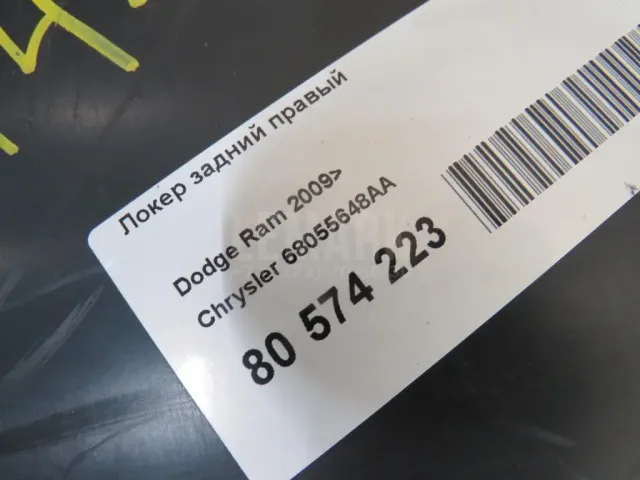 Локер задний правый
Dodge Ram 2009>
Chrysler 68055648AA
80 574 223